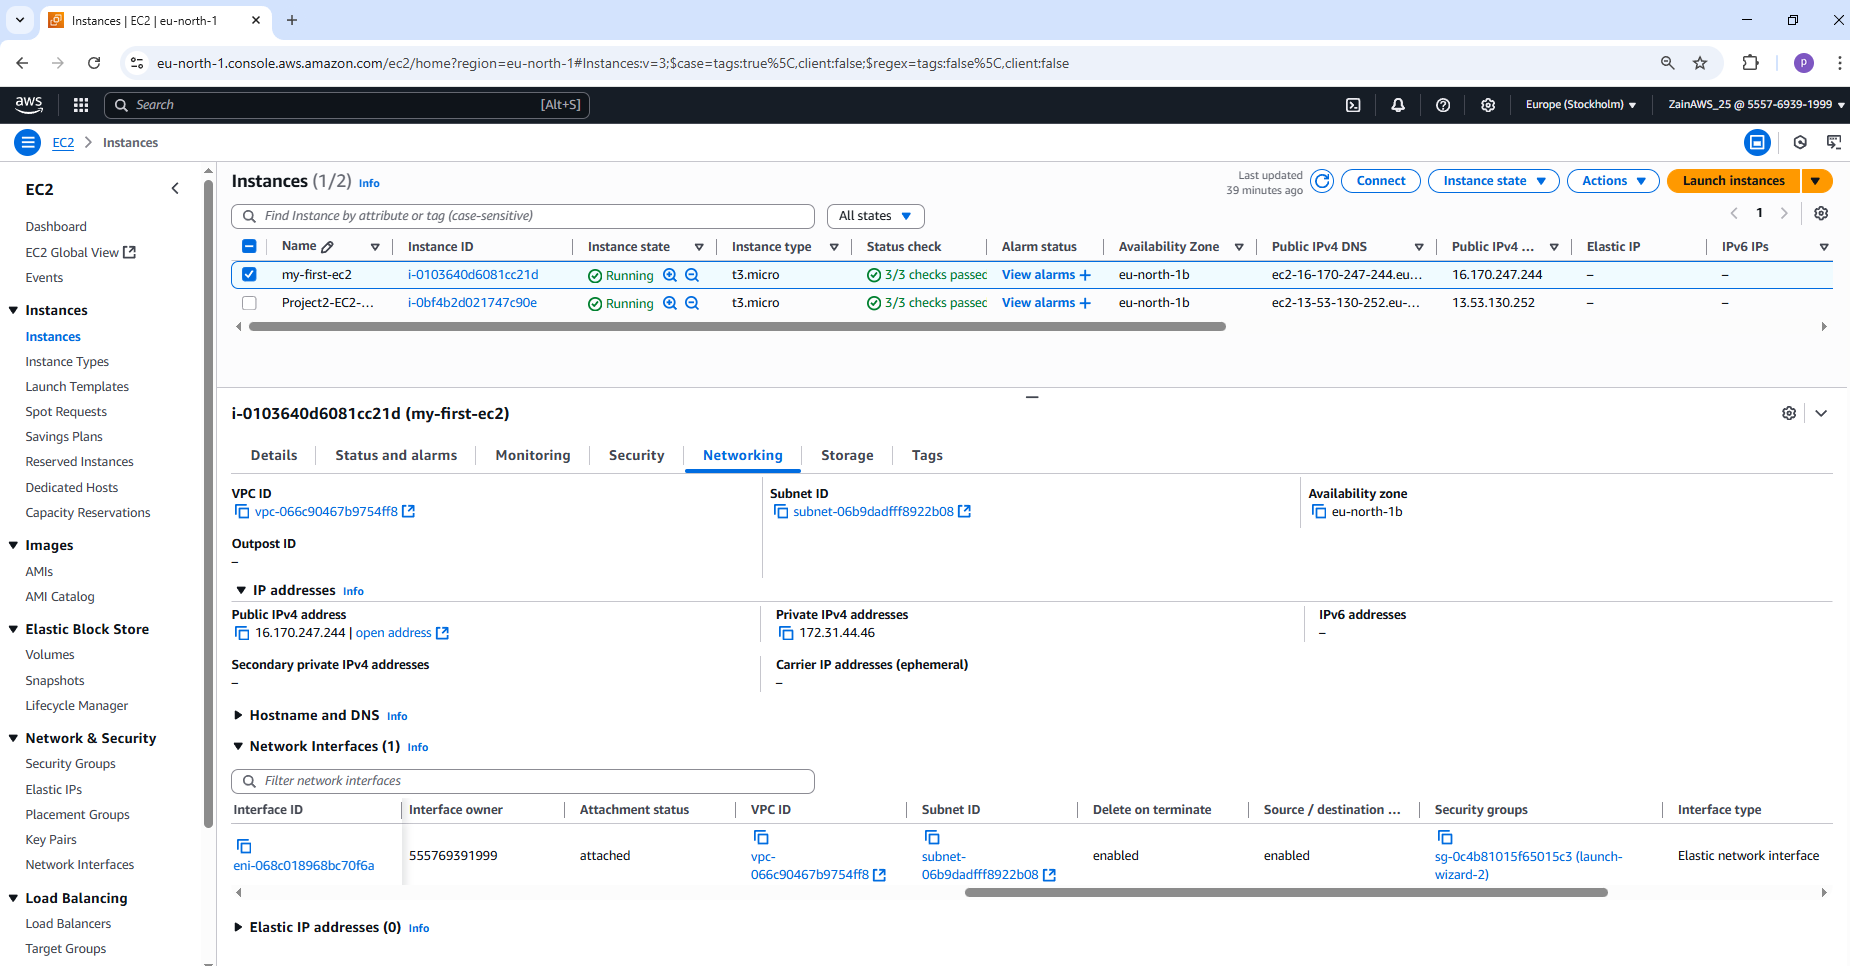 Instances | EC2 | eu-north-1
eu-north-1.console.aws.amazon.com/ec2/home?region=eu-north-1#Instances:v=3;$case=tags:true%5C,client:false;$regex=tags:false%5C,client:false
P
aws
Search
[Alt+S]
Europe (Stockholm)
ZainAWS_25 @ 5557-6939-1999
EC2
Instances
EC2
Dashboard
EC2 Global View
Events
Instances
Instances
Instance Types
Launch Templates
Spot Requests
Savings Plans
Reserved Instances
Dedicated Hosts
Capacity Reservations
Images
AMIs
AMI Catalog
Elastic Block Store
Volumes
Snapshots
Lifecycle Manager
Network & Security
Security Groups
Elastic IPs
Placement Groups
Key Pairs
Network Interfaces
Load Balancing
Load Balancers
Target Groups
Instances (1/2) Info
Last updated
39 minutes ago
Connect
Instance state
Actions
Launch instances
Find Instance by attribute or tag (case-sensitive)
All states
1
Name Instance ID Instance state Instance type Status check Alarm status Availability Zone Public IPv4 DNS Public IPv4 ... Elastic IP IPv6 IPs
my-first-ec2 i-0103640d6081cc21d Running t3.micro 3/3 checks passec View alarms + eu-north-1b ec2-16-170-247-244.eu... 16.170.247.244 – –
Project2-EC2-... i-0bf4b2d021747c90e Running t3.micro 3/3 checks passec View alarms + eu-north-1b ec2-13-53-130-252.eu-... 13.53.130.252 – –
i-0103640d6081cc21d (my-first-ec2)
Details Status and alarms Monitoring Security Networking Storage Tags
VPC ID
vpc-066c90467b9754ff8
Subnet ID
subnet-06b9dadfff8922b08
Availability zone
eu-north-1b
Outpost ID
–
IP addresses Info
Public IPv4 address
16.170.247.244 | open address
Private IPv4 addresses
172.31.44.46
IPv6 addresses
–
Secondary private IPv4 addresses
–
Carrier IP addresses (ephemeral)
–
Hostname and DNS Info
Network Interfaces (1) Info
Filter network interfaces
Interface ID Interface owner Attachment status VPC ID Subnet ID Delete on terminate Source / destination ... Security groups Interface type
eni-068c018968bc70f6a
555769391999
attached
vpc-
066c90467b9754ff8
subnet-
06b9dadfff8922b08
enabled
enabled
sg-0c4b81015f65015c3 (launch-
wizard-2)
Elastic network interface
Elastic IP addresses (0) Info